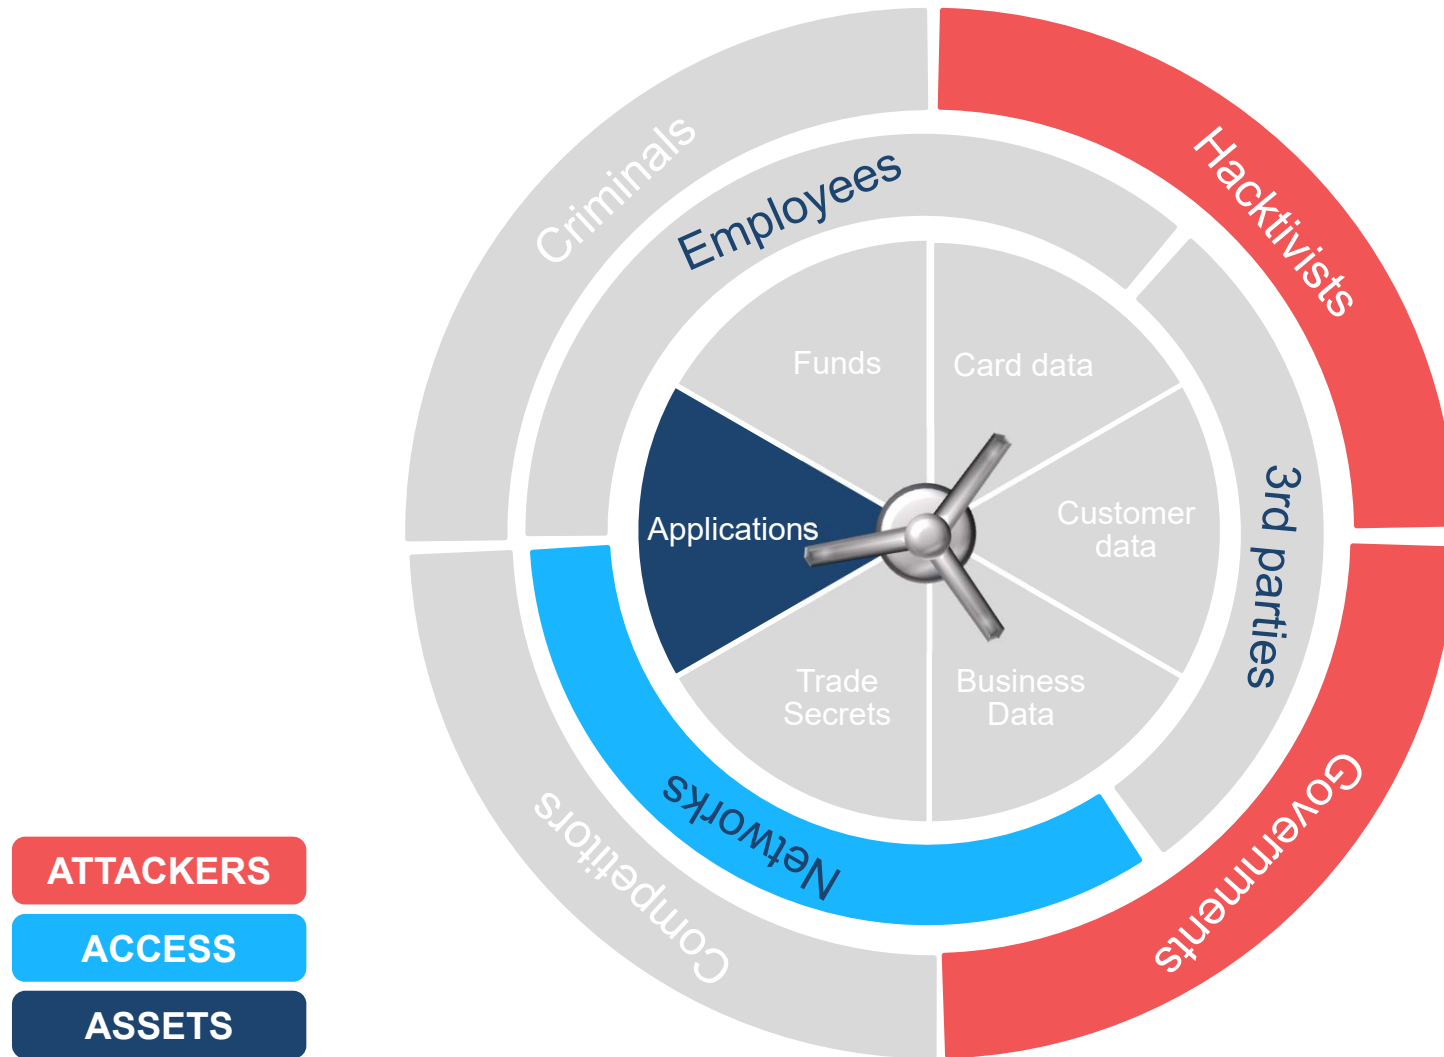 Criminals
Hacktivists
Employees
Funds
Card data
3rd parties
Applications
Customer
data
Trade
Secrets
Business
Data
Networks
Competitors
Governments
ATTACKERS
ACCESS
ASSETS